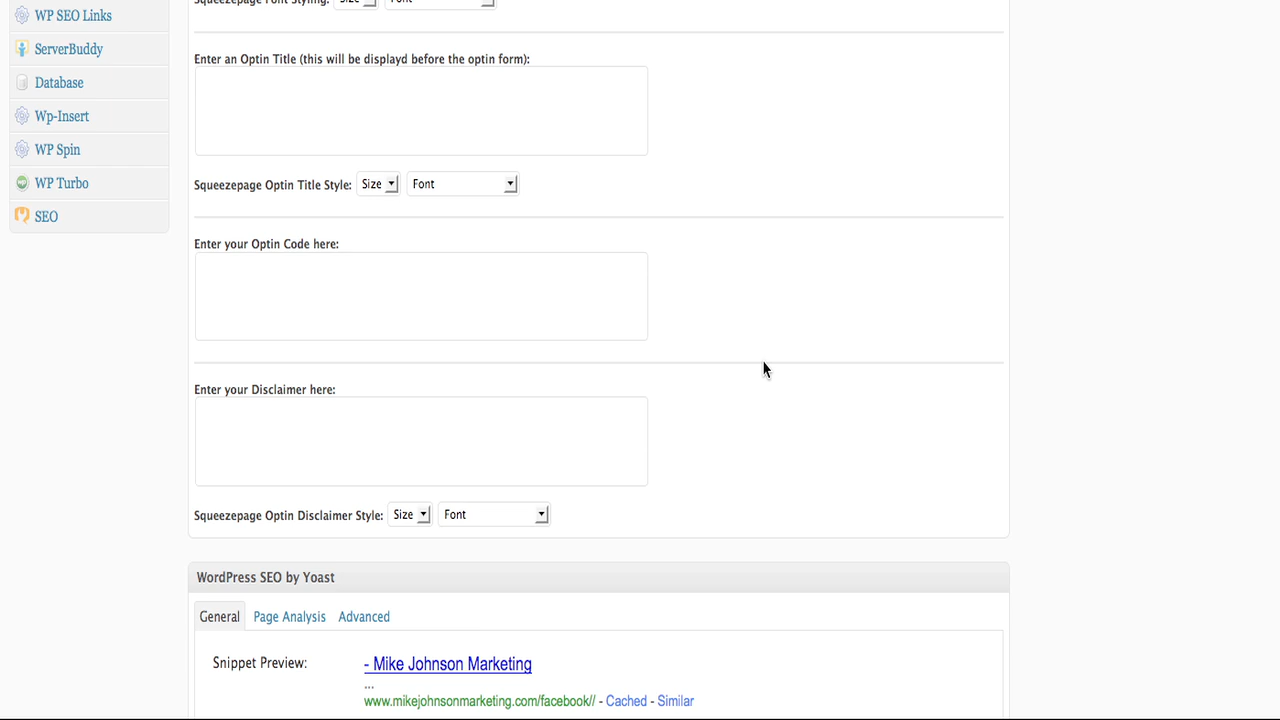 WP SEO Links
ServerBuddy
Database
Wp-Insert
WP Spin
WP Turbo
SEO
Squeezepage Font Styling: Size Font
Enter an Optin Title (this will be displayd before the optin form):
Squeezepage Optin Title Style: Size Font
Enter your Optin Code here:
Enter your Disclaimer here:
Squeezepage Optin Disclaimer Style: Size Font
WordPress SEO by Yoast
General Page Analysis Advanced
Snippet Preview: - Mike Johnson Marketing
...
www.mikejohnsonmarketing.com/facebook// - Cached - Similar